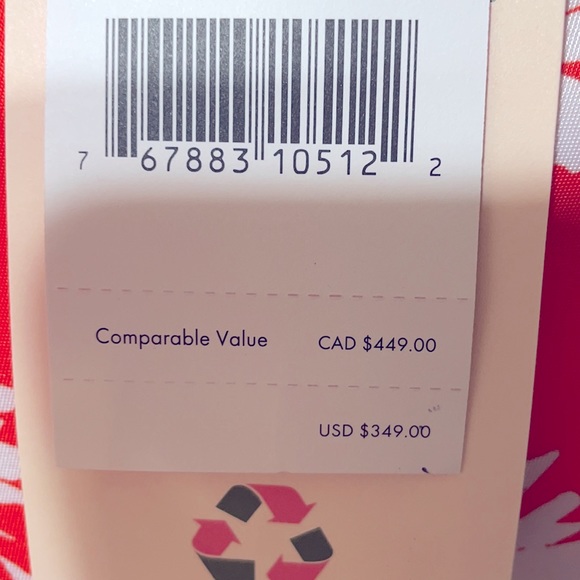 7 67883 10512 2
Comparable Value CAD $449.00
USD $349.00